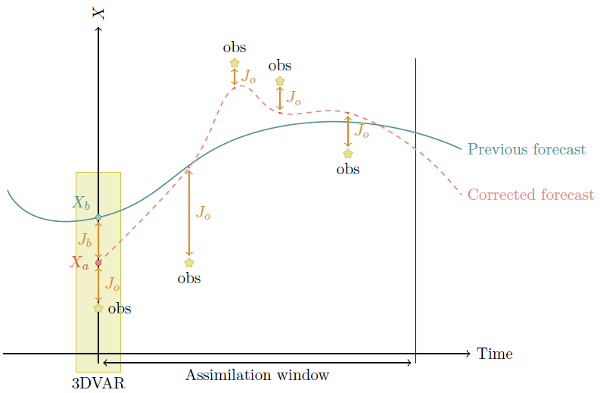 X
obs
J_o
obs
J_o
J_o
obs
Previous forecast
Corrected forecast
X_b
J_b
X_a
J_o
obs
J_o
obs
Time
Assimilation window
3DVAR